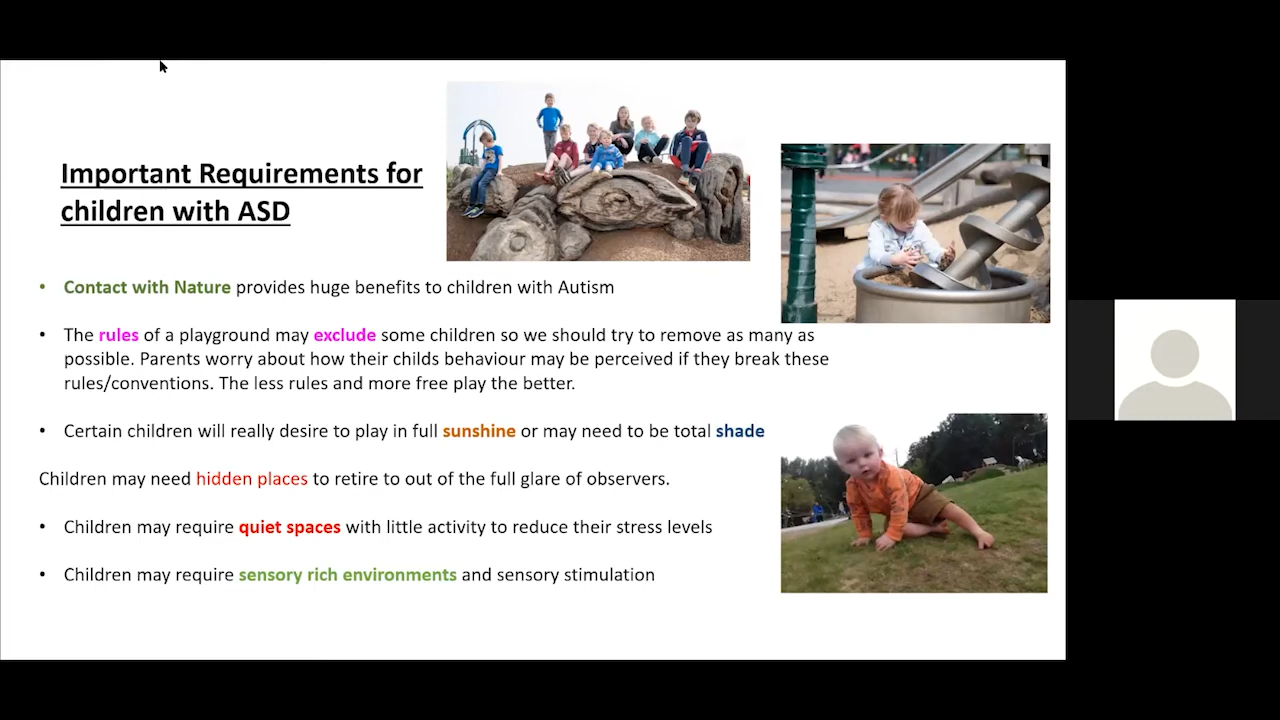 Important Requirements for
children with ASD
• Contact with Nature provides huge benefits to children with Autism
• The rules of a playground may exclude some children so we should try to remove as many as
possible. Parents worry about how their childs behaviour may be perceived if they break these
rules/conventions. The less rules and more free play the better.
• Certain children will really desire to play in full sunshine or may need to be total shade
Children may need hidden places to retire to out of the full glare of observers.
• Children may require quiet spaces with little activity to reduce their stress levels
• Children may require sensory rich environments and sensory stimulation